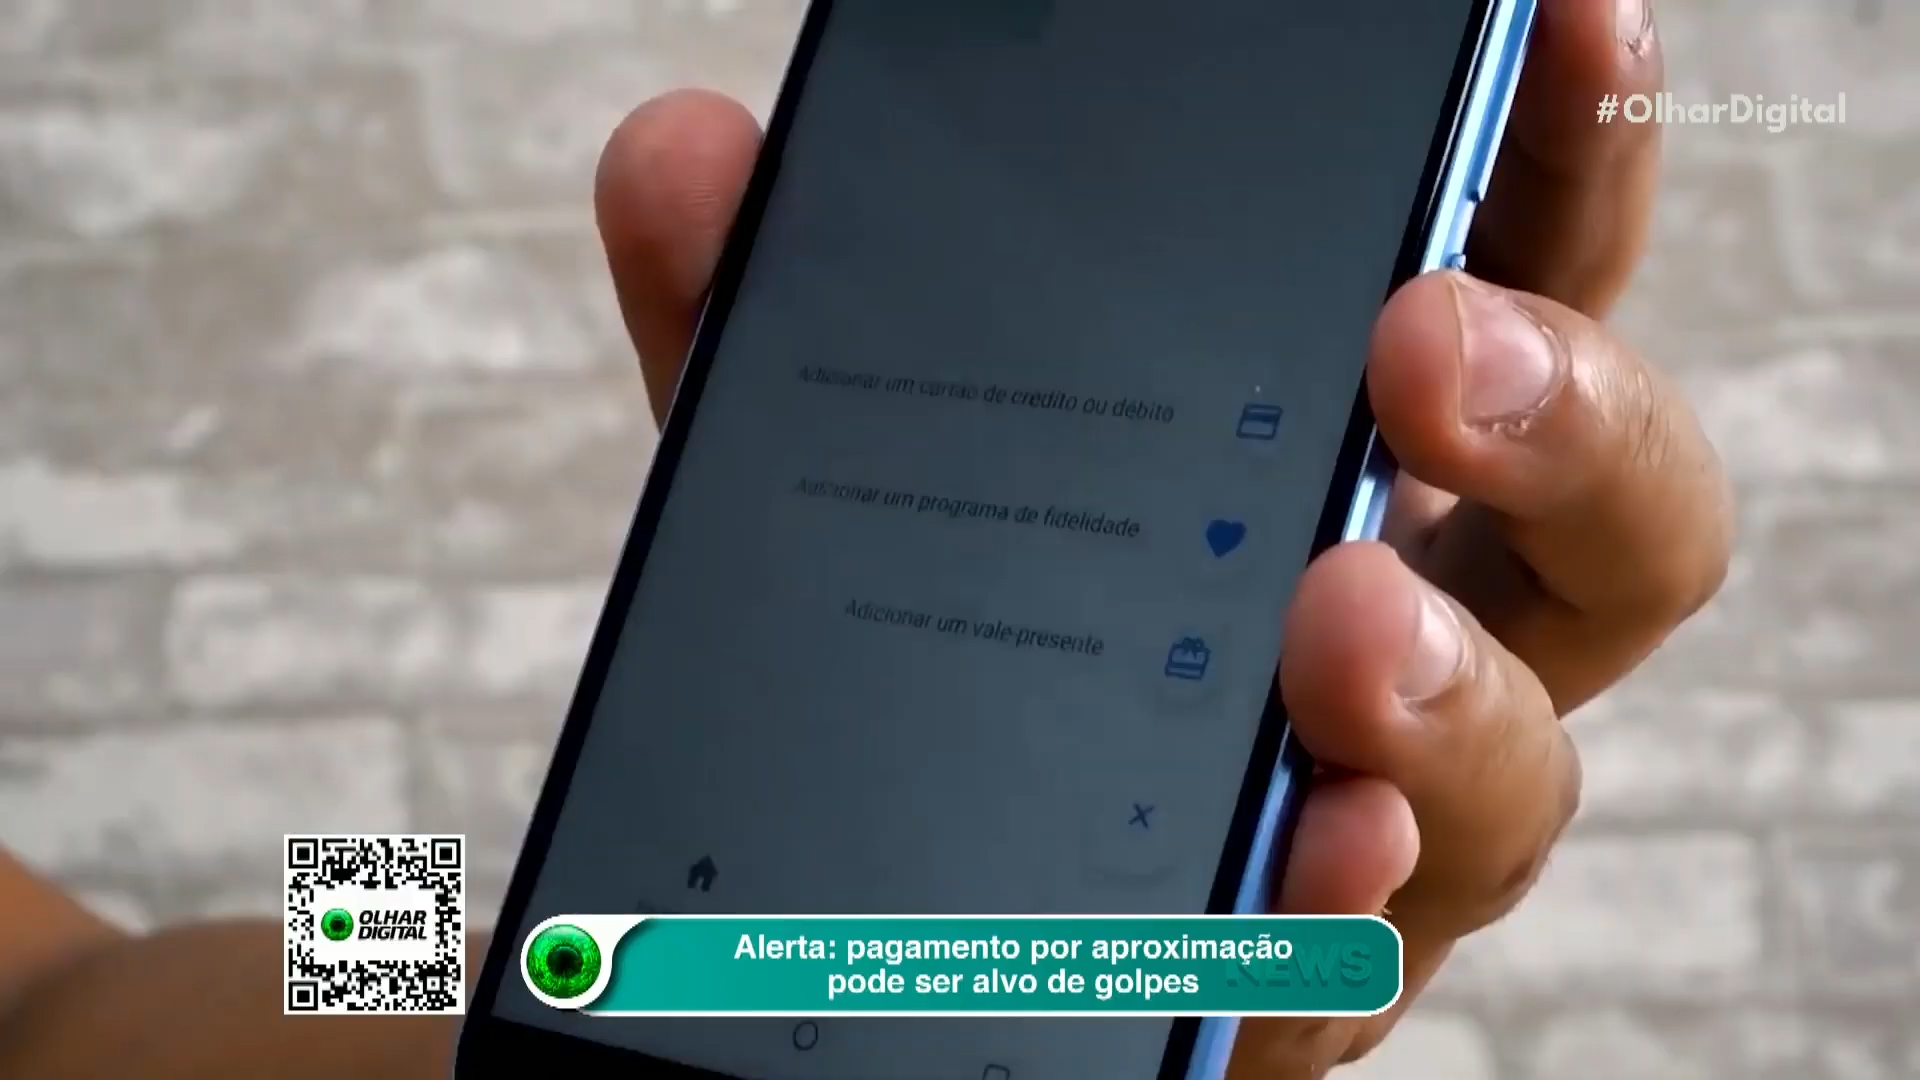 #OlharDigital
Adicionar um cartão de crédito ou débito
Adicionar um programa de fidelidade
Adicionar um vale-presente
OLHAR
DIGITAL
Alerta: pagamento por aproximação
pode ser alvo de golpes
NEWS